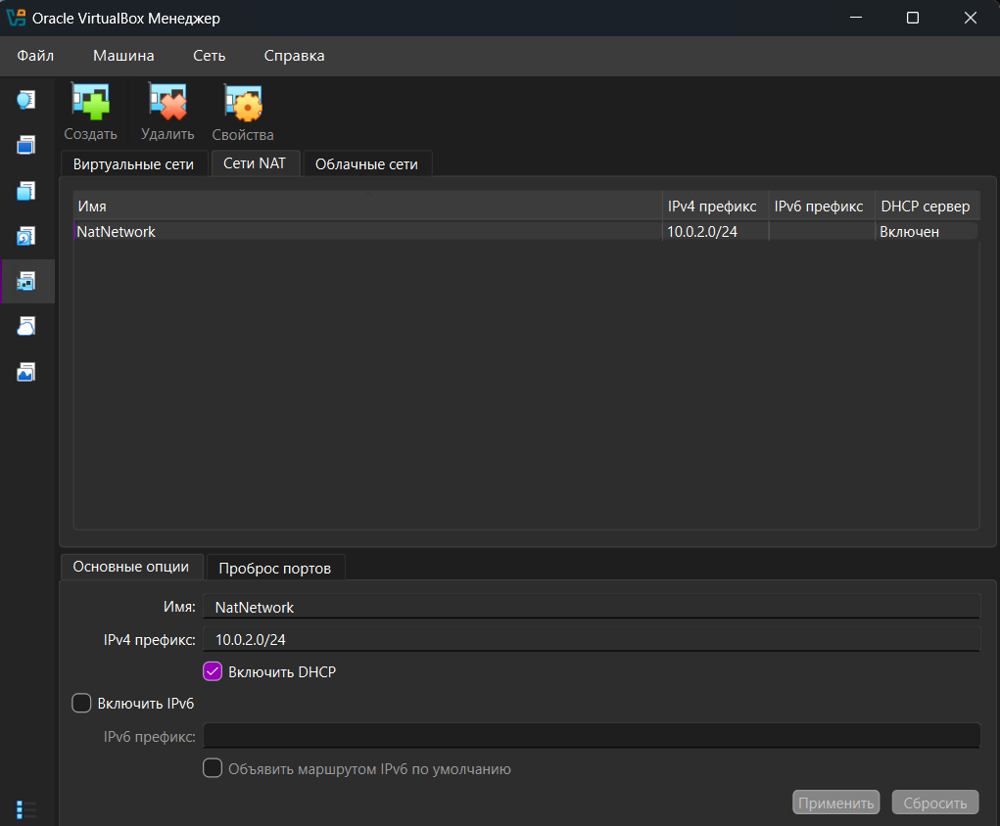 Oracle VirtualBox Менеджер
Файл Машина Сеть Справка
Создать Удалить Свойства
Виртуальные сети Сети NAT Облачные сети
Имя IPv4 префикс IPv6 префикс DHCP сервер
NatNetwork 10.0.2.0/24 Включен
Основные опции Проброс портов
Имя: NatNetwork
IPv4 префикс: 10.0.2.0/24
Включить DHCP
Включить IPv6
IPv6 префикс:
Объявить маршрутом IPv6 по умолчанию
Применить Сбросить